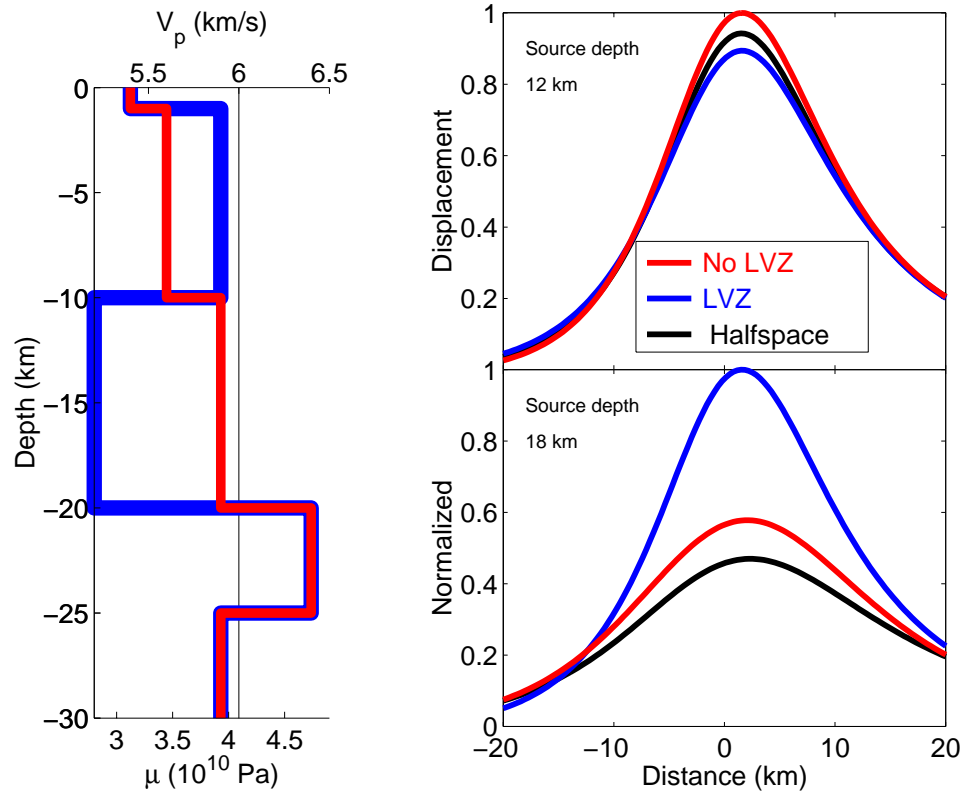 V_p (km/s)
5.5 6 6.5
0
−5
−10
−15
−20
−25
−30
Depth (km)
3 3.5 4 4.5
μ (10^10 Pa)
1
0.8
0.6
0.4
0.2
Displacement
Source depth
12 km
No LVZ
LVZ
Halfspace
1
0.8
0.6
0.4
0.2
0
Normalized
Source depth
18 km
−20 −10 0 10 20
Distance (km)